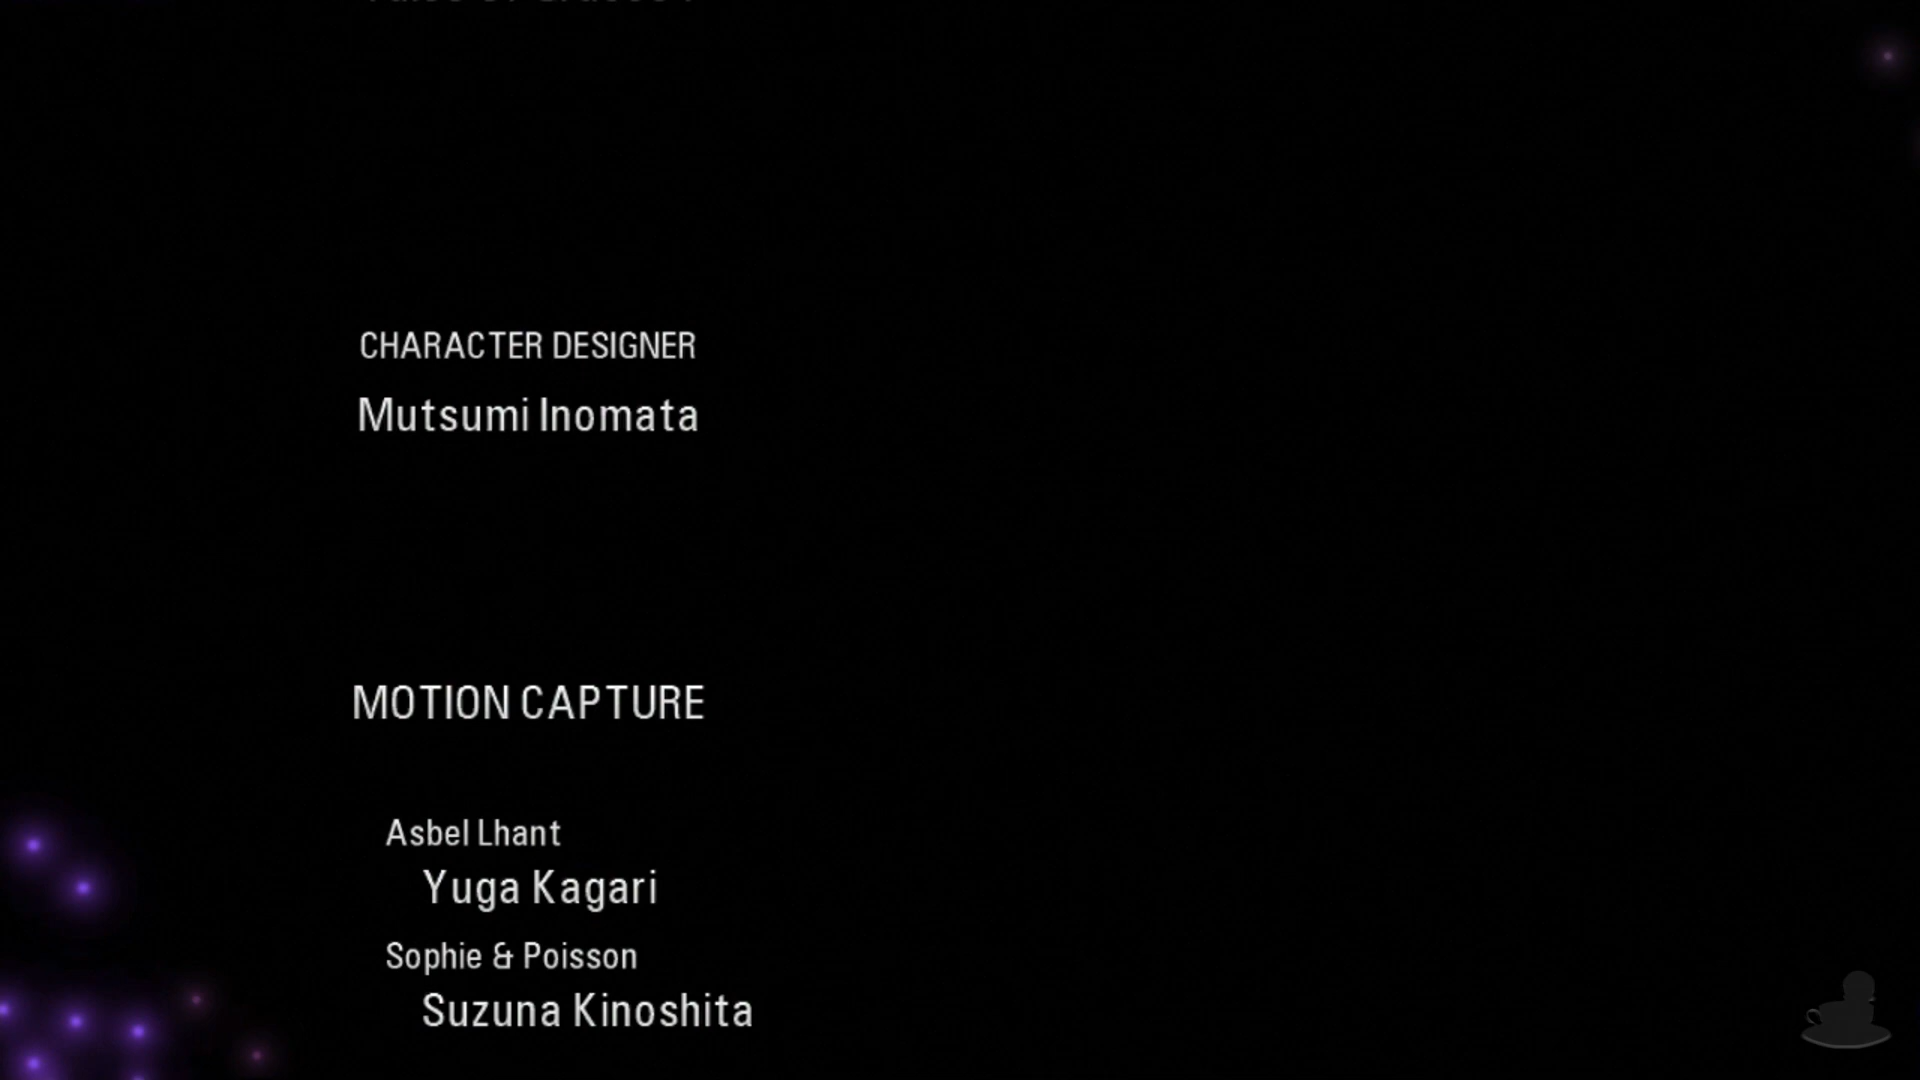 CHARACTER DESIGNER
Mutsumi Inomata
MOTION CAPTURE
Asbel Lhant
Yuga Kagari
Sophie & Poisson
Suzuna Kinoshita